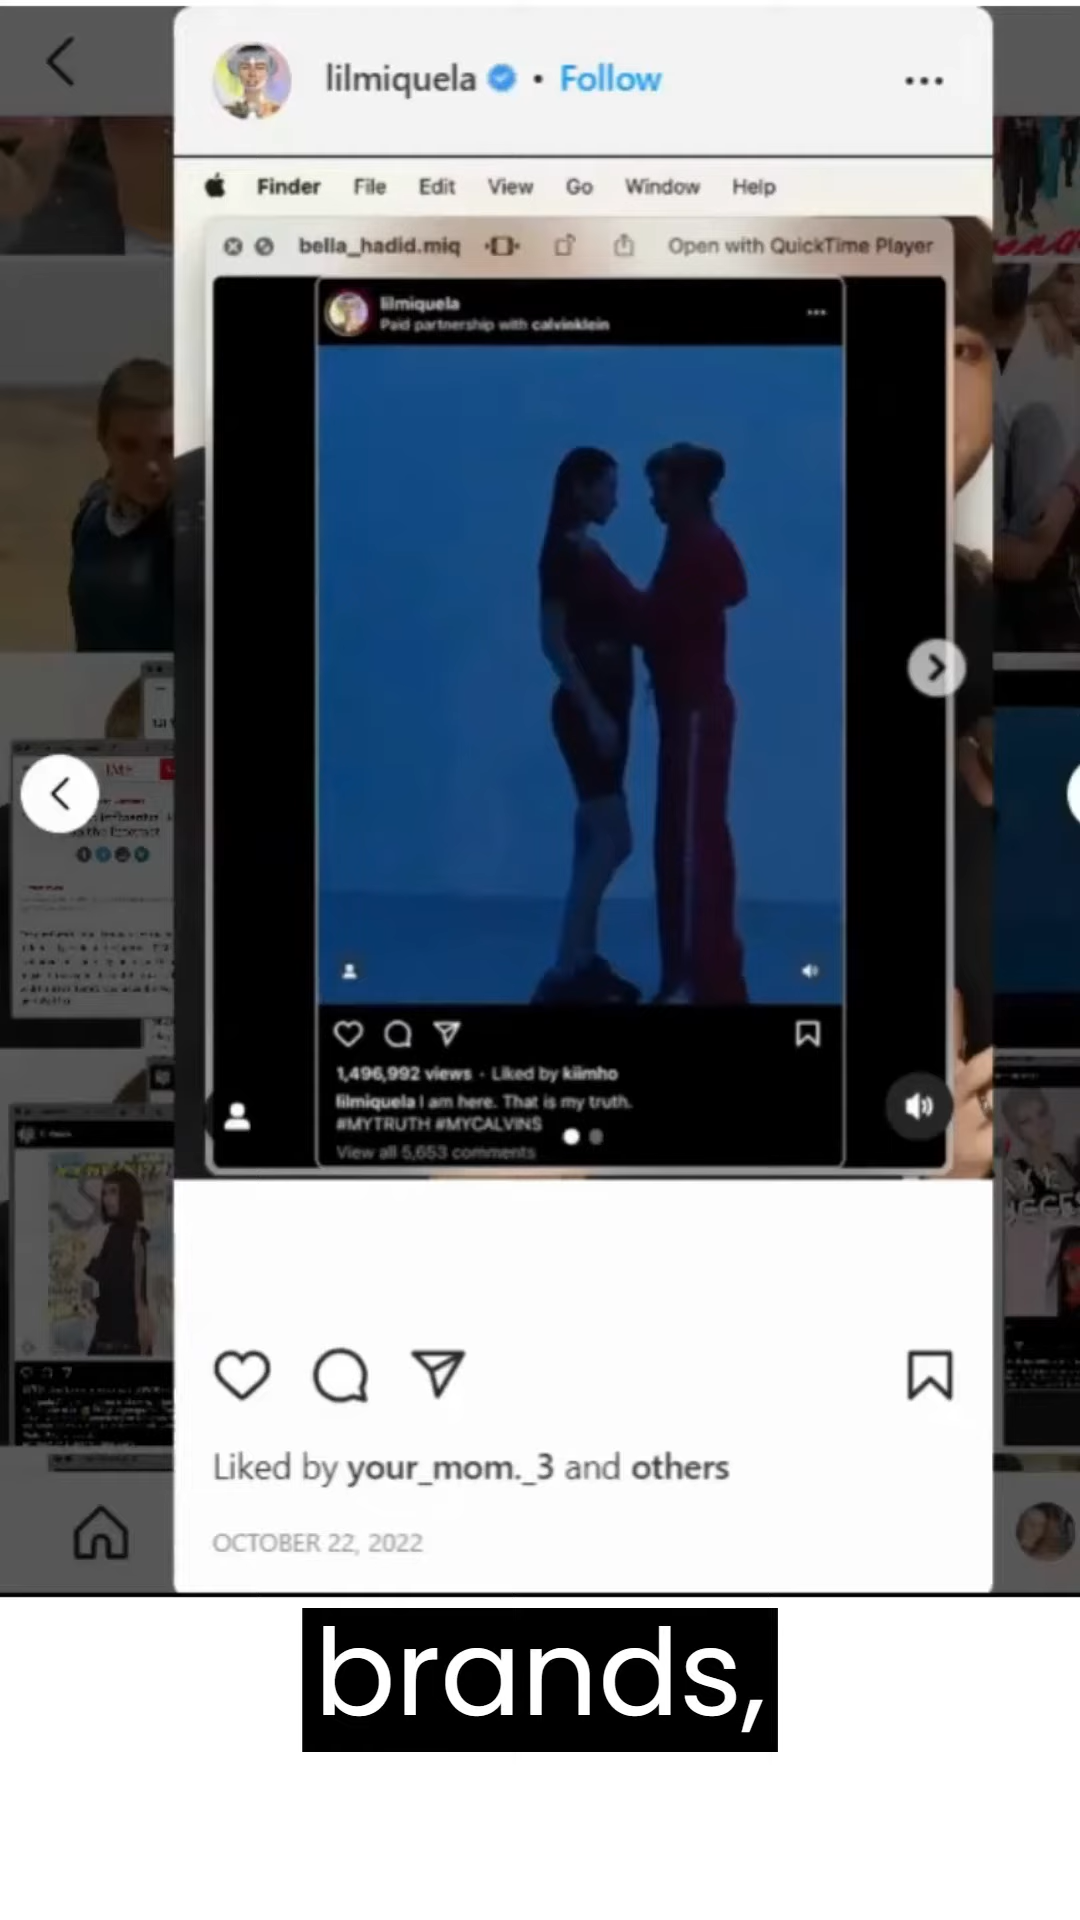 lilmiquela • Follow
Finder File Edit View Go Window Help
bella_hadid.miq Open with QuickTime Player
lilmiquela
Paid partnership with calvinklein
1,496,992 views • Liked by kiimho
lilmiquela I am here. That is my truth.
#MYTRUTH #MYCALVINS
View all 5,653 comments
Liked by your_mom._3 and others
OCTOBER 22, 2022
brands,